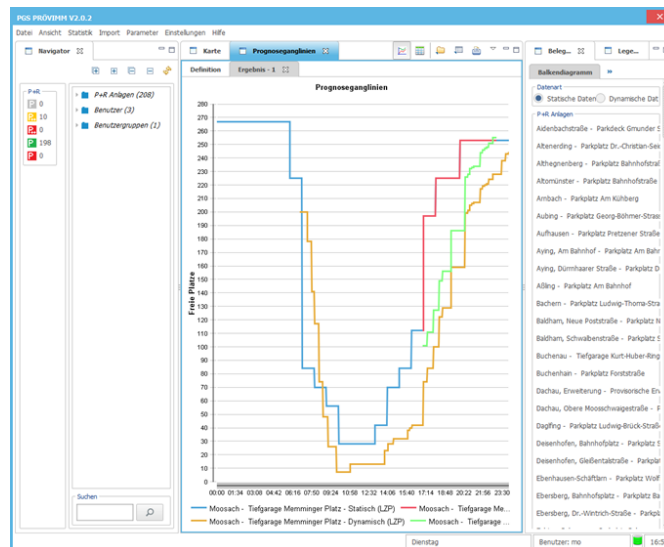 PGS PRÖVIMM V2.0.2
Datei Ansicht Statistik Import Parameter Einstellungen Hilfe
Navigator
P+R
0
10
0
198
0
P+R Anlagen (208)
Benutzer (3)
Benutzergruppen (1)
Suchen
Karte
Prognoseganglinien
Definition
Ergebnis - 1
Prognoseganglinien
Freie Plätze
280
270
260
250
240
230
220
210
200
190
180
170
160
150
140
130
120
110
100
90
80
70
60
50
40
30
20
10
0
00:00 01:34 03:08 04:42 06:16 07:50 09:24 10:58 12:32 14:06 15:40 17:14 18:48 20:22 21:56 23:30
Moosach - Tiefgarage Memminger Platz - Statisch (LZP)
Moosach - Tiefgarage Me...
Moosach - Tiefgarage Memminger Platz - Dynamisch (LZP)
Moosach - Tiefgarage ...
Beleg...
Lege...
Balkendiagramm
Datenart
Statische Daten
Dynamische Dat
P+R Anlagen
Aidenbachstraße - Parkdeck Gmunder S
Altenerding - Parkplatz Dr.-Christian-See
Althegnenberg - Parkplatz Bahnhofstra
Altomünster - Parkplatz Bahnhofstraße
Arnbach - Parkplatz Am Kühberg
Aubing - Parkplatz Georg-Böhmer-Strass
Aufhausen - Parkplatz Pretzener Straße
Aying, Am Bahnhof - Parkplatz Am Bahr
Aying, Dürrnhaarer Straße - Parkplatz D
Aßling - Parkplatz Am Bahnhof
Bachern - Parkplatz Ludwig-Thoma-Stra
Baldham, Neue Poststraße - Parkplatz N
Baldham, Schwabenstraße - Parkplatz S
Buchenau - Tiefgarage Kurt-Huber-Ring
Buchenhain - Parkplatz Forststraße
Dachau, Erweiterung - Provisorische Erv
Dachau, Obere Moosschwaigestraße - P
Daglfing - Parkplatz Ludwig-Brück-Straße
Deisenhofen, Bahnhofplatz - Parkplatz S
Deisenhofen, Gleißentalstraße - Parkplat
Ebenhausen-Schäftlarn - Parkplatz Wolf
Ebersberg, Bahnhofsplatz - Parkplatz Ba
Ebersberg, Dr.-Wintrich-Straße - Parkpl
Dienstag
Benutzer: mo
16:5